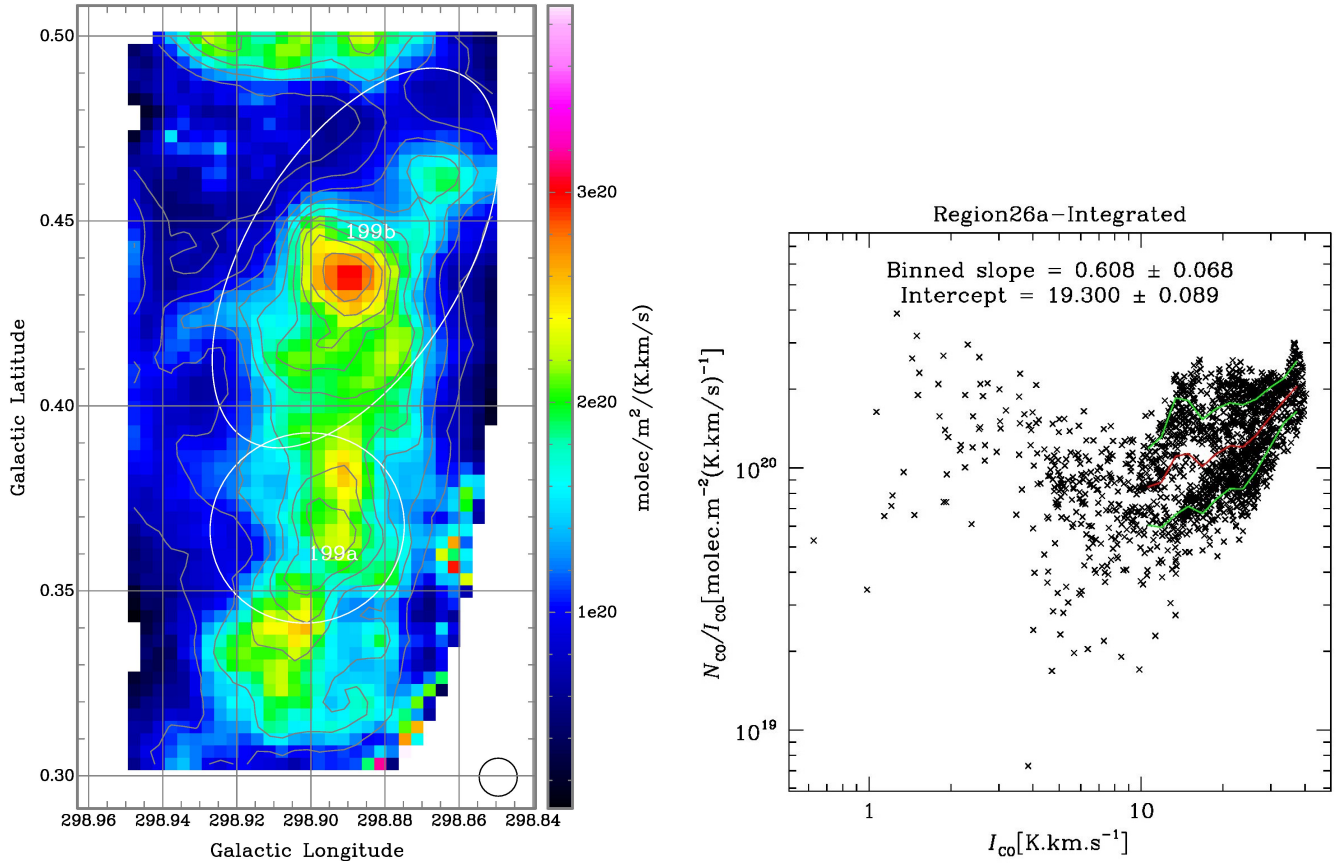 0.50
0.45
0.40
0.35
0.30
Galactic Latitude
298.96
298.94
298.92
298.90
298.88
298.86
298.84
Galactic Longitude
199b
199a
3e20
2e20
1e20
molec/m²/(K.km/s)
Region26a-Integrated
Binned slope = 0.608 ± 0.068
Intercept = 19.300 ± 0.089
10²⁰
10¹⁹
N_CO/I_CO[molec.m⁻²(K.km/s)⁻¹]
1
10
I_CO[K.km.s⁻¹]